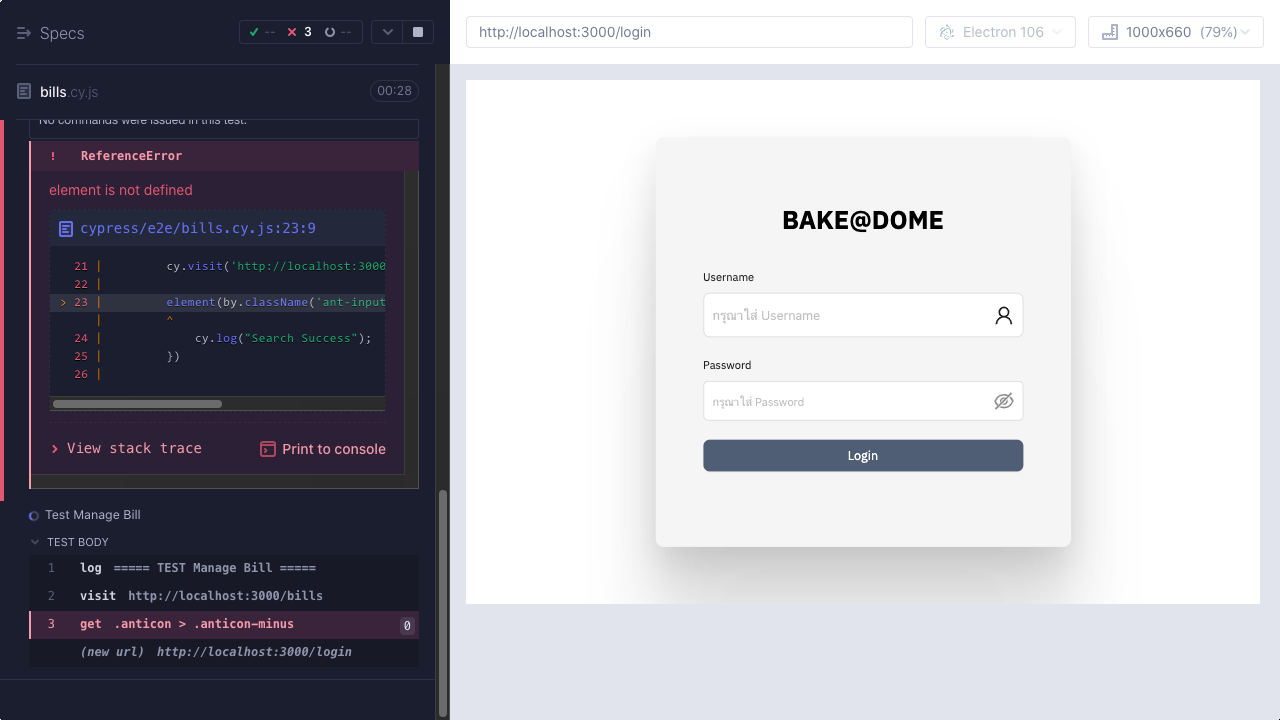 Specs
--
3
--
http://localhost:3000/login
Electron 106
1000x660 (79%)
bills.cy.js
00:28
No commands were issued in this test.
! ReferenceError
element is not defined
cypress/e2e/bills.cy.js:23:9
21 | cy.visit('http://localhost:3000
22 |
> 23 | element(by.className('ant-input
| ^
24 | cy.log("Search Success");
25 | })
26 |
View stack trace
Print to console
Test Manage Bill
TEST BODY
1 log ===== TEST Manage Bill =====
2 visit http://localhost:3000/bills
3 get .anticon > .anticon-minus 0
(new url) http://localhost:3000/login
BAKE@DOME
Username
กรุณาใส่ Username
Password
กรุณาใส่ Password
Login